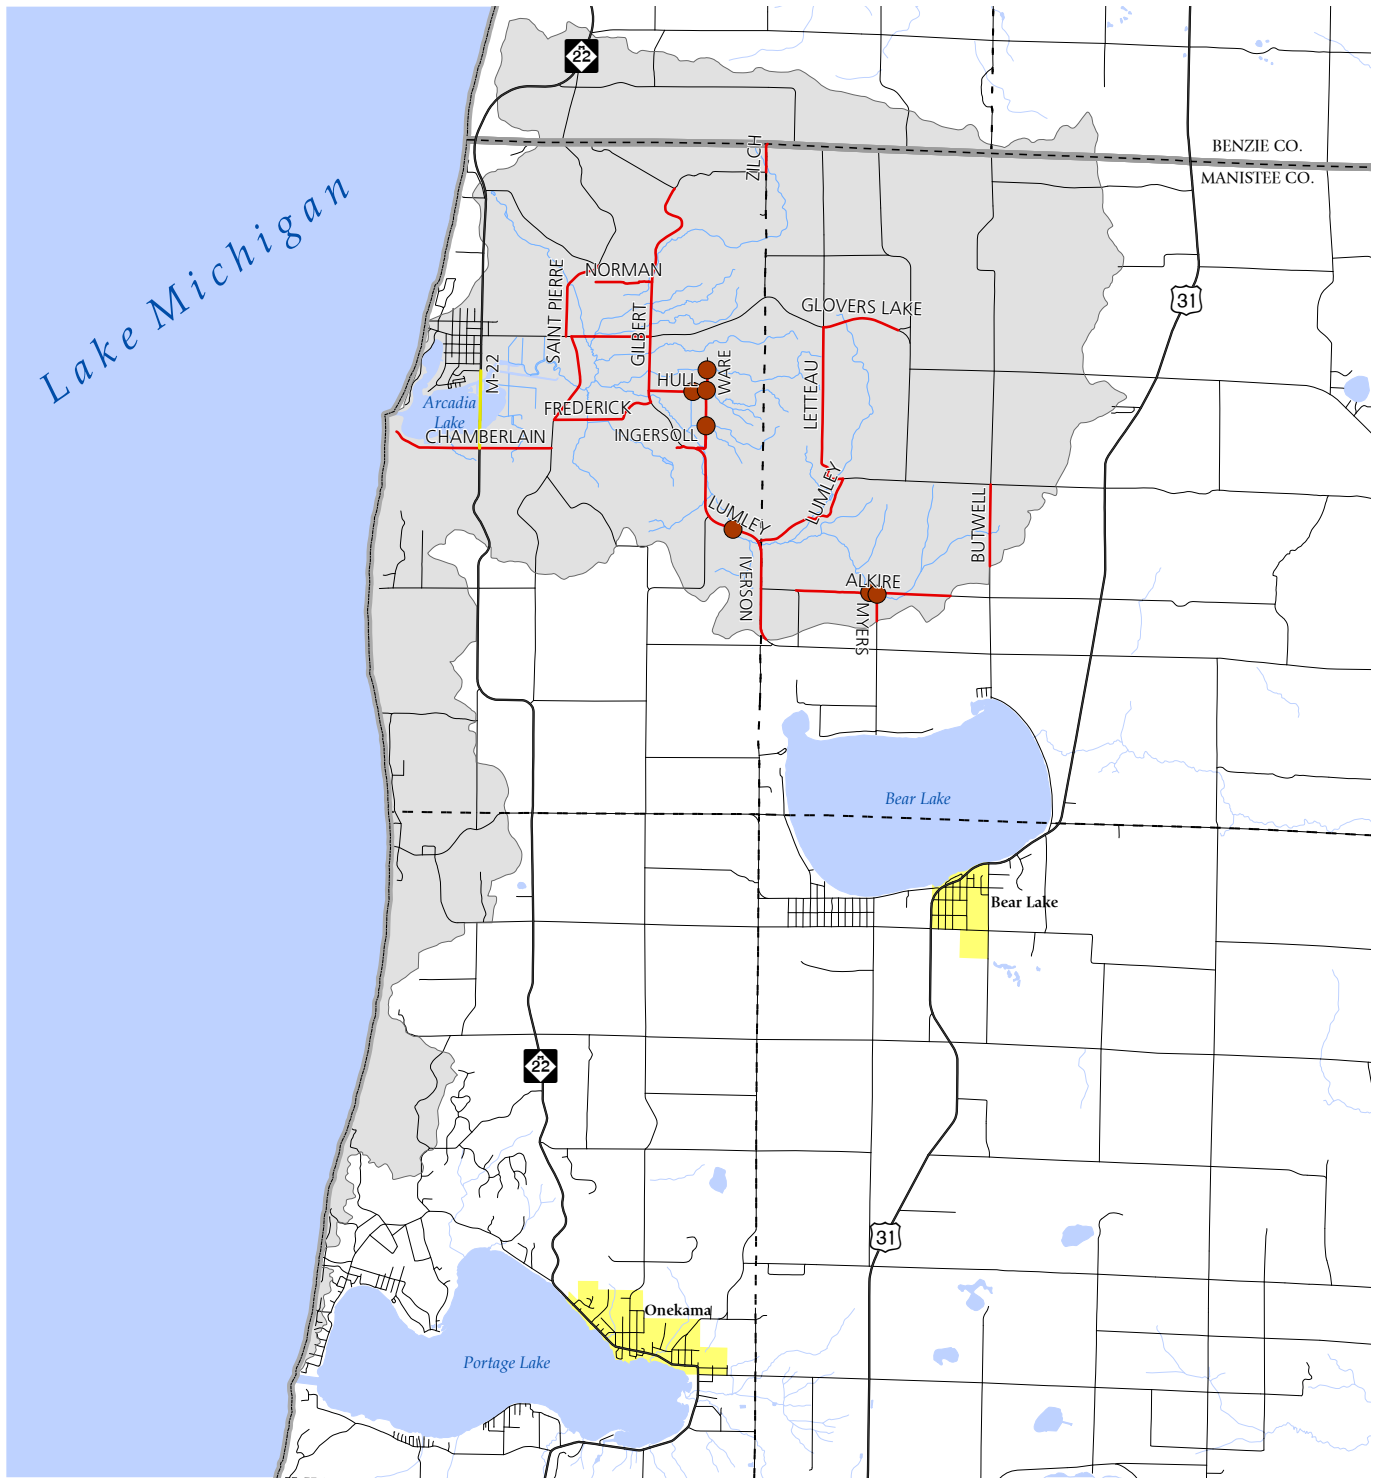 M
22
BENZIE CO.
MANISTEE CO.
ZILCH
Lake Michigan
NORMAN
SAINT PIERRE
GILBERT
GLOVERS LAKE
31
M-22
HULL
WARE
LETTEAU
Arcadia
Lake
FREDERICK
CHAMBERLAIN
INGERSOLL
LUMLEY
LUMLEY
BUTWELL
IVERSON
ALKIRE
MYERS
Bear Lake
Bear Lake
M
22
31
Onekama
Portage Lake